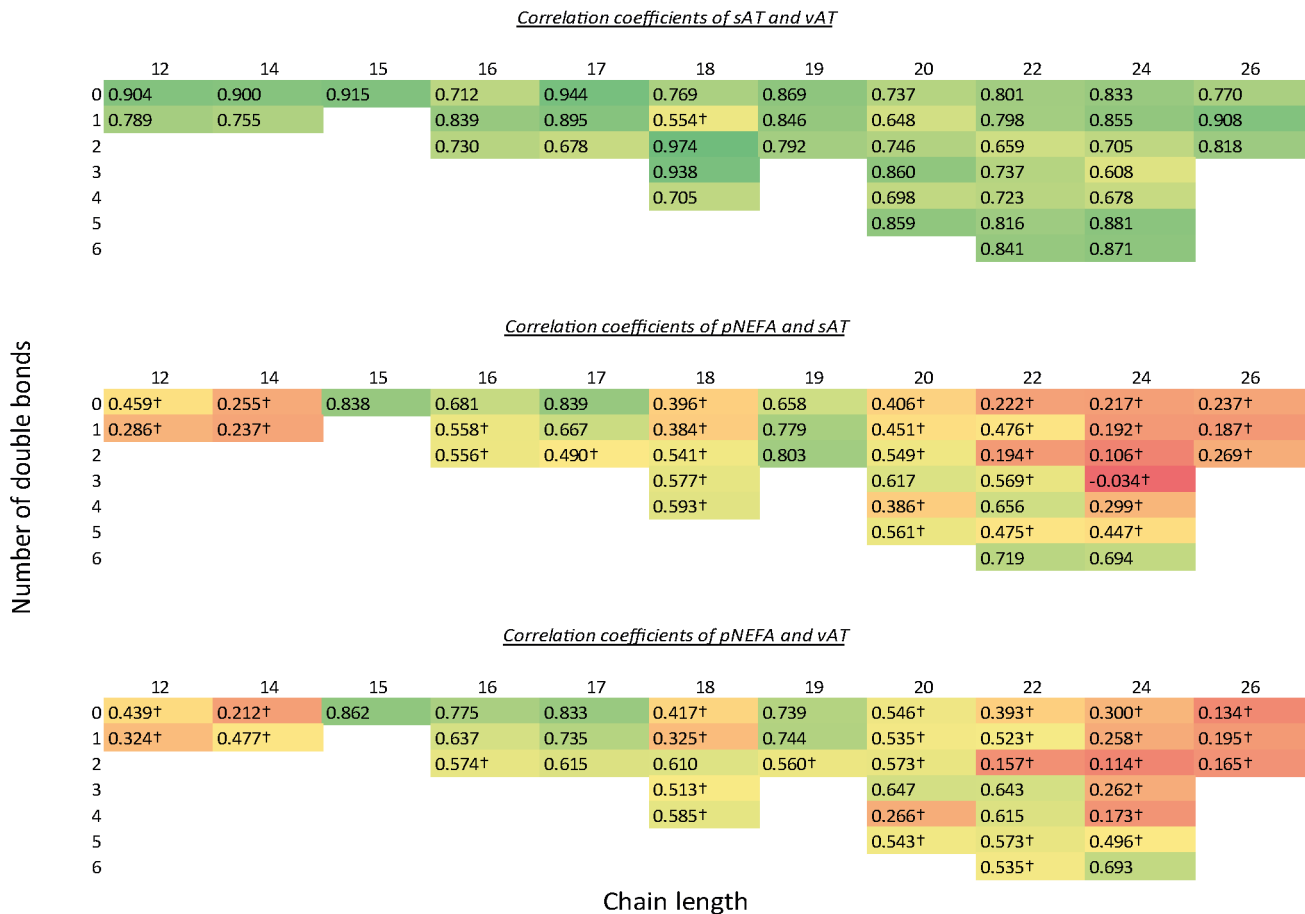 Correlation coefficients of sAT and vAT
12 14 15 16 17 18 19 20 22 24 26
0 0.904 0.900 0.915 0.712 0.944 0.769 0.869 0.737 0.801 0.833 0.770
1 0.789 0.755 0.839 0.895 0.554† 0.846 0.648 0.798 0.855 0.908
2 0.730 0.678 0.974 0.792 0.746 0.659 0.705 0.818
3 0.938 0.860 0.737 0.608
4 0.705 0.698 0.723 0.678
5 0.859 0.816 0.881
6 0.841 0.871
Number of double bonds
Correlation coefficients of pNEFA and sAT
12 14 15 16 17 18 19 20 22 24 26
0 0.459† 0.255† 0.838 0.681 0.839 0.396† 0.658 0.406† 0.222† 0.217† 0.237†
1 0.286† 0.237† 0.558† 0.667 0.384† 0.779 0.451† 0.476† 0.192† 0.187†
2 0.556† 0.490† 0.541† 0.803 0.549† 0.194† 0.106† 0.269†
3 0.577† 0.617 0.569† -0.034†
4 0.593† 0.386† 0.656 0.299†
5 0.561† 0.475† 0.447†
6 0.719 0.694
Correlation coefficients of pNEFA and vAT
12 14 15 16 17 18 19 20 22 24 26
0 0.439† 0.212† 0.862 0.775 0.833 0.417† 0.739 0.546† 0.393† 0.300† 0.134†
1 0.324† 0.477† 0.637 0.735 0.325† 0.744 0.535† 0.523† 0.258† 0.195†
2 0.574† 0.615 0.610 0.560† 0.573† 0.157† 0.114† 0.165†
3 0.513† 0.647 0.643 0.262†
4 0.585† 0.266† 0.615 0.173†
5 0.543† 0.573† 0.496†
6 0.535† 0.693
Chain length